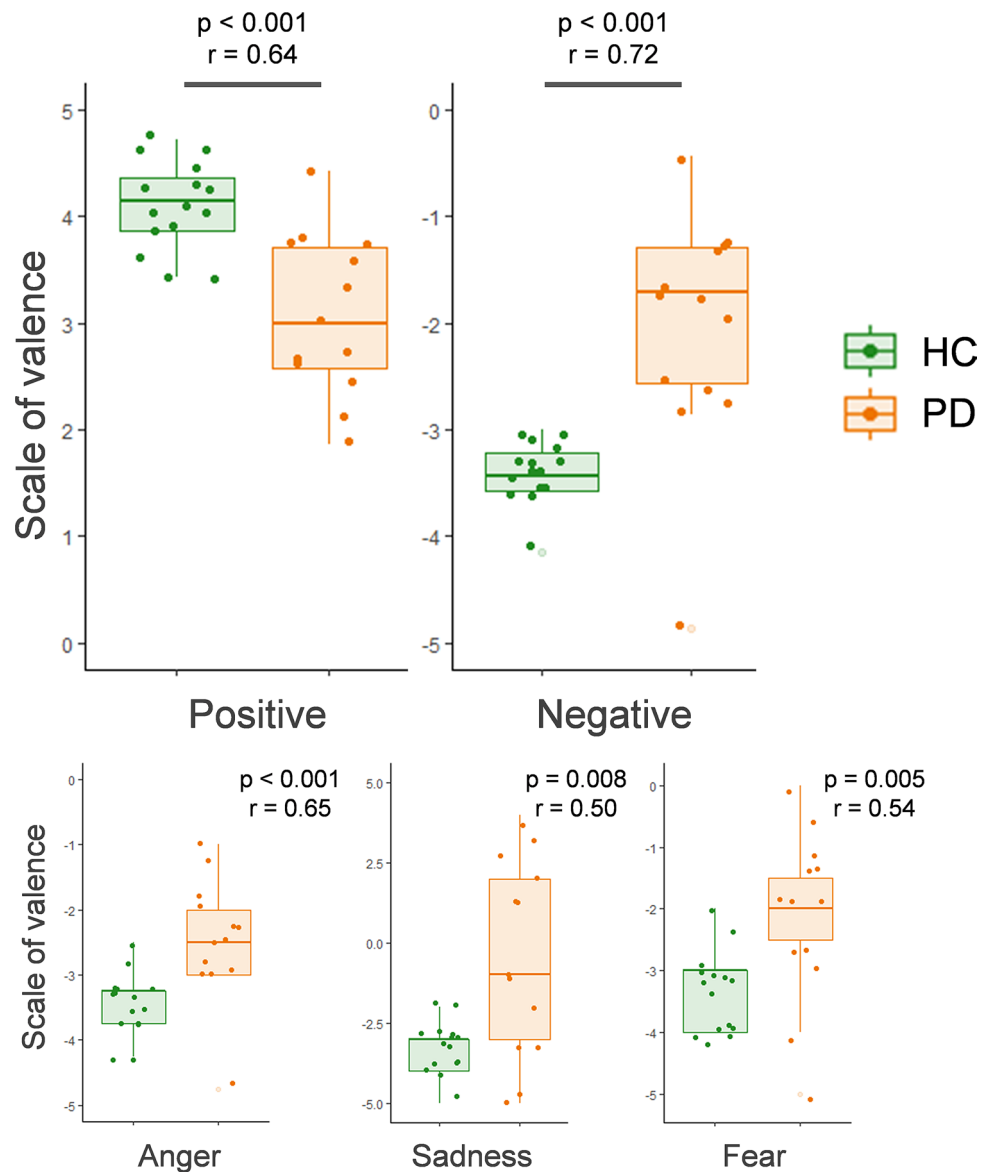 p < 0.001
r = 0.64
p < 0.001
r = 0.72
Scale of valence
5
4
3
2
1
0
0
-1
-2
-3
-4
-5
HC
PD
Positive
Negative
Scale of valence
0
-1
-2
-3
-4
-5
p < 0.001
r = 0.65
5.0
2.5
0.0
-2.5
-5.0
p = 0.008
r = 0.50
0
-1
-2
-3
-4
-5
p = 0.005
r = 0.54
Anger
Sadness
Fear